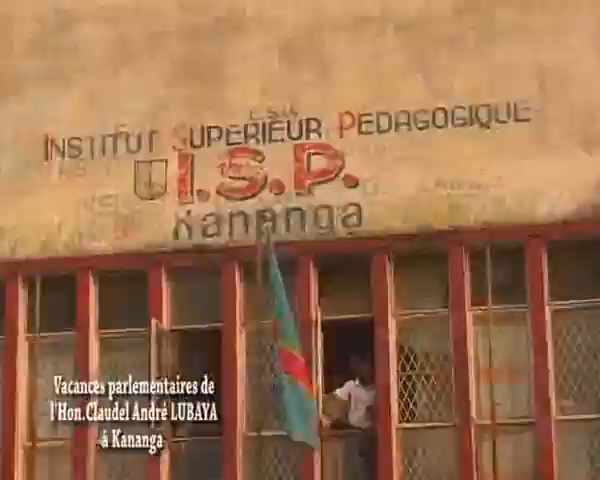 INSTITUT SUPERIEUR PEDAGOGIQUE
I.S.P.
Kananga
Vacances parlementaires de
l'Hon.Claudel André LUBAYA
à Kananga